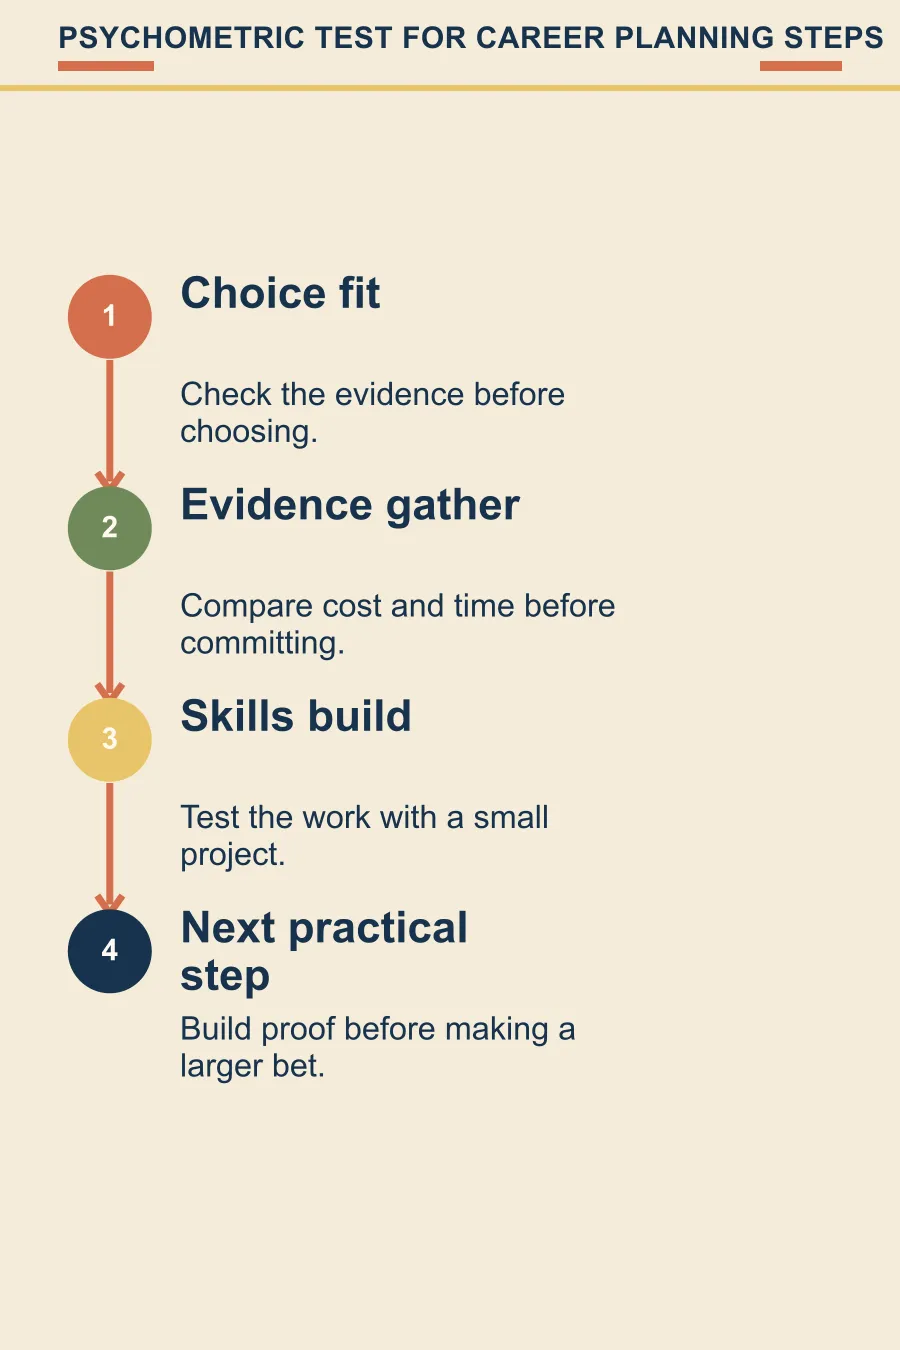 PSYCHOMETRIC TEST FOR CAREER PLANNING STEPS
1
Choice fit
Check the evidence before
choosing.
2
Evidence gather
Compare cost and time before
committing.
3
Skills build
Test the work with a small
project.
4
Next practical
step
Build proof before making a
larger bet.